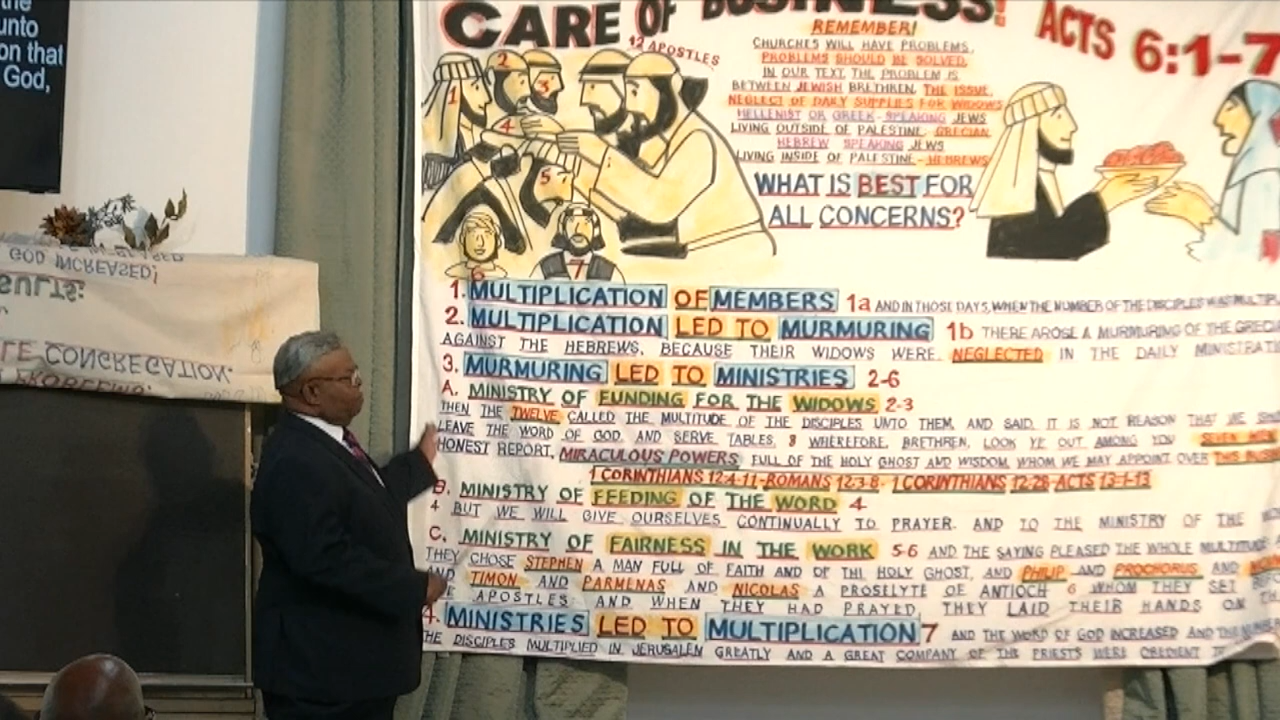 the
unto
on that
God,
CARE OF BUSINESS! ACTS 6:1-7
REMEMBER!
12 APOSTLES
CHURCHES WILL HAVE PROBLEMS.
PROBLEMS SHOULD BE SOLVED.
IN OUR TEXT, THE PROBLEM IS
BETWEEN JEWISH BRETHREN. THE ISSUE,
NEGLECT OF DAILY SUPPLIES FOR WIDOWS
HELLENIST OR GREEK-SPEAKING JEWS
LIVING OUTSIDE OF PALESTINE-GRECIAN
HEBREW SPEAKING JEWS
LIVING INSIDE OF PALESTINE-HEBREWS
WHAT IS BEST FOR
ALL CONCERNS?
1
2
3
4
5
6
7
GOD INCREASED!
SULTS:
LE CONGREGATION.
1. MULTIPLICATION OF MEMBERS 1a AND IN THOSE DAYS, WHEN THE NUMBER OF THE DISCIPLES WAS
2. MULTIPLICATION LED TO MURMURING 1b THERE AROSE A MURMURING OF THE
AGAINST THE HEBREWS, BECAUSE THEIR WIDOWS WERE NEGLECTED IN THE DAILY
3. MURMURING LED TO MINISTRIES 2-6
A. MINISTRY OF FUNDING FOR THE WIDOWS 2-3
THEN THE TWELVE CALLED THE MULTITUDE OF THE DISCIPLES UNTO THEM, AND SAID, IT IS NOT REASON THAT WE
LEAVE THE WORD OF GOD, AND SERVE TABLES, 3 WHEREFORE, BRETHREN, LOOK YE OUT AMONG YOU SEVEN
HONEST REPORT, MIRACULOUS POWERS FULL OF THE HOLY GHOST AND WISDOM, WHOM WE MAY APPOINT OVER THIS
1 CORINTHIANS 12:4-11-ROMANS 12:3-8- 1 CORINTHIANS 12:28-ACTS 13:1-13
B. MINISTRY OF FEEDING OF THE WORD 4
4 BUT WE WILL GIVE OURSELVES CONTINUALLY TO PRAYER, AND TO THE MINISTRY OF THE
C. MINISTRY OF FAIRNESS IN THE WORK 5-6 AND THE SAYING PLEASED THE WHOLE
THEY CHOSE STEPHEN A MAN FULL OF FAITH AND OF THE HOLY GHOST, AND PHILIP AND PROCHORUS AND
AND TIMON AND PARMENAS AND NICOLAS A PROSELYTE OF ANTIOCH 6 WHOM THEY SET
APOSTLES AND WHEN THEY HAD PRAYED, THEY LAID THEIR HANDS ON
4. MINISTRIES LED TO MULTIPLICATION 7 AND THE WORD OF GOD INCREASED AND THE
THE DISCIPLES MULTIPLIED IN JERUSALEM GREATLY AND A GREAT COMPANY OF THE PRIESTS WERE OBEDIENT